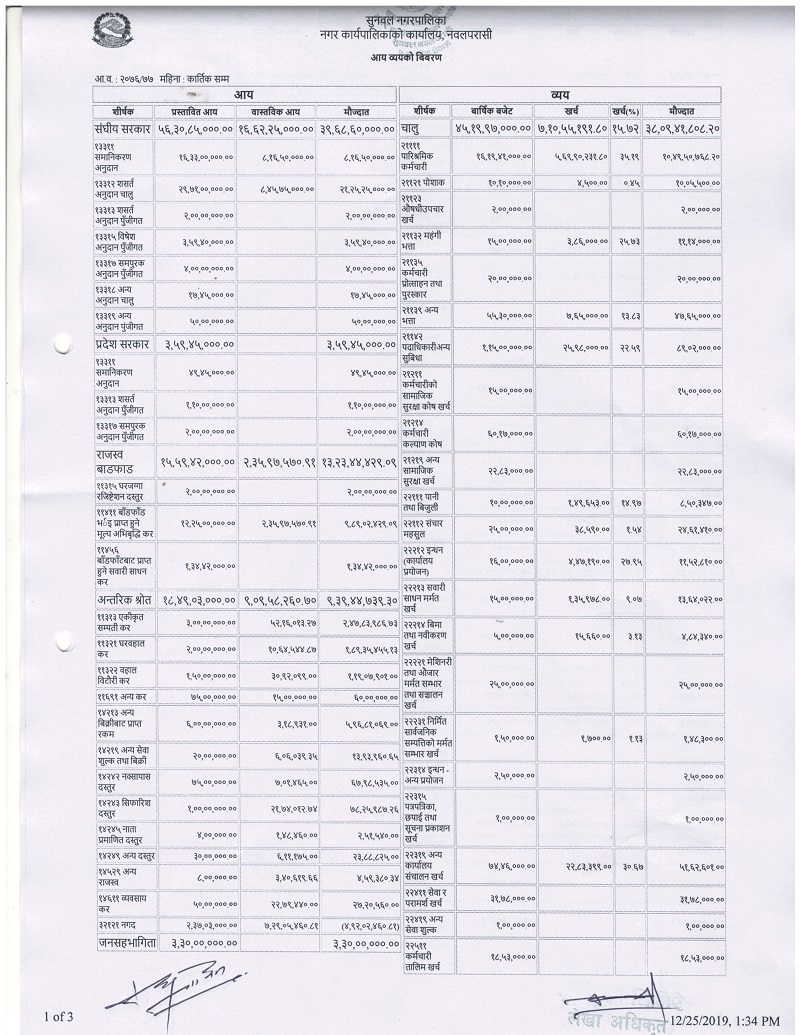 सुनवल नगरपालिका
नगर कार्यपालिकाको कार्यालय, नवलपरासी
आय व्ययको बिबरण
आ.व. : २०७६/७७ महिना : कार्तिक सम्म
आय
शीर्षक प्रस्तावित आय वास्तविक आय मौज्दात
संघीय सरकार ५६,३०,८५,०००.०० १६,६२,२५,०००.०० ३९,६८,६०,०००.००
१३३११
समानिकरण
अनुदान १६,३३,००,०००.०० ८,१६,५०,०००.०० ८,१६,५०,०००.००
१३३१२ शसर्त
अनुदान चालु २९,७१,००,०००.०० ८,४५,७५,०००.०० २१,२५,२५,०००.००
१३३१३ शसर्त
अनुदान पुँजीगत २,००,००,०००.०० २,००,००,०००.००
१३३१५ विषेश
अनुदान पुँजीगत ३,५९,४०,०००.०० ३,५९,४०,०००.००
१३३१७ समपुरक
अनुदान पुँजीगत ४,००,००,०००.०० ४,००,००,०००.००
१३३१८ अन्य
अनुदान चालु १७,४५,०००.०० १७,४५,०००.००
१३३१९ अन्य
अनुदान पुंजीगत ५०,००,०००.०० ५०,००,०००.००
प्रदेश सरकार ३,५९,४५,०००.०० ३,५९,४५,०००.००
१३३११
समानिकरण
अनुदान ४९,४५,०००.०० ४९,४५,०००.००
१३३१३ शसर्त
अनुदान पुँजीगत १,१०,००,०००.०० १,१०,००,०००.००
१३३१७ समपुरक
अनुदान पुँजीगत २,००,००,०००.०० २,००,००,०००.००
राजस्व
बाडफाड १५,५९,४२,०००.०० २,३५,९७,५७०.९१ १३,२३,४४,४२९.०९
११३१५ घरजग्गा
रजिष्ट्रेशन दस्तुर २,००,००,०००.०० २,००,००,०००.००
११४११ बाँडफाँड
भई प्राप्त हुने
मूल्य अभिबृद्धि कर १२,२५,००,०००.०० २,३५,९७,५७०.९१ ९,८९,०२,४२९.०९
११४५६
बाँडफाँटबाट प्राप्त
हुने सवारी साधन
कर १,३४,४२,०००.०० १,३४,४२,०००.००
अन्तरिक श्रोत १८,४९,०३,०००.०० ९,०९,५८,२६०.७० ९,३९,४४,७३९.३०
११३१३ एकीकृत
सम्पती कर ३,००,००,०००.०० ५२,१६,०१३.२७ २,४७,८३,९८६.७३
११३२१ घरवहाल
कर २,००,००,०००.०० १०,६४,५४४.८७ १,८९,३५,४५५.१३
११३२२ वहाल
विटौरी कर १,५०,००,०००.०० ३०,९२,०९९.०० १,१९,०७,९०१.००
११६९१ अन्य कर ७५,००,०००.०० १५,००,०००.०० ६०,००,०००.००
१४२१३ अन्य
बिक्रीबाट प्राप्त
रकम ६,००,००,०००.०० ३,१८,९३१.०० ५,९६,८१,०६९.००
१४२१९ अन्य सेवा
शुल्क तथा बिक्री २०,००,०००.०० ६,०६,०३९.३५ १३,९३,९६०.६५
१४२४२ नक्सापास
दस्तुर ७५,००,०००.०० ७,०१,४६५.०० ६७,९८,५३५.००
१४२४३ सिफारिश
दस्तुर १,००,००,०००.०० २१,७४,०१२.७४ ७८,२५,९८७.२६
१४२४५ नाता
प्रमाणित दस्तुर ४,००,०००.०० १,४८,४६०.०० २,५१,५४०.००
१४२४९ अन्य दस्तुर ३०,००,०००.०० ६,११,१७५.०० २३,८८,८२५.००
१४५२९ अन्य
राजस्व ८,००,०००.०० ३,४०,६१९.६६ ४,५९,३८०.३४
१४६११ व्यवसाय
कर ५०,००,०००.०० २२,७९,४४०.०० २७,२०,५६०.००
३२१२१ नगद २,३७,०३,०००.०० ७,२९,०५,४६०.८१ (४,९२,०२,४६०.८१)
जनसहभागिता ३,३०,००,०००.०० ३,३०,००,०००.००
व्यय
शीर्षक बार्षिक बजेट खर्च खर्च(%) मौज्दात
चालु ४५,१९,९७,०००.०० ७,१०,५५,१९१.८० १५.७२ ३८,०९,४१,८०८.२०
२११११
पारिश्रमिक
कर्मचारी १६,१९,४१,०००.०० ५,६९,९०,२३१.८० ३५.१९ १०,४९,५०,७६८.२०
२११२१ पोशाक १०,१०,०००.०० ४,५००.०० ०.४५ १०,०५,५००.००
२११२३
औषधीउपचार
खर्च २,००,०००.०० २,००,०००.००
२११३२ महंगी
भत्ता १५,००,०००.०० ३,८६,०००.०० २५.७३ ११,१४,०००.००
२११३५
कर्मचारी
प्रोत्साहन तथा
पुरस्कार २०,००,०००.०० २०,००,०००.००
२११३९ अन्य
भत्ता ५५,३०,०००.०० ७,६५,०००.०० १३.८३ ४७,६५,०००.००
२११४२
पदाधिकारीअन्य
सुबिधा १,१५,००,०००.०० २५,९८,०००.०० २२.५९ ८९,०२,०००.००
२१२११
कर्मचारीको
सामाजिक
सुरक्षा कोष खर्च १५,००,०००.०० १५,००,०००.००
२१२१४
कर्मचारी
कल्याण कोष ६०,१७,०००.०० ६०,१७,०००.००
२१२१९ अन्य
सामाजिक
सुरक्षा खर्च २२,८३,०००.०० २२,८३,०००.००
२२१११ पानी
तथा बिजुली १०,००,०००.०० १,४९,६५३.०० १४.९७ ८,५०,३४७.००
२२११२ संचार
महसुल २५,००,०००.०० ३८,५९०.०० १.५४ २४,६१,४१०.००
२२२१२ इन्धन
(कार्यालय
प्रयोजन) १६,००,०००.०० ४,४७,१९०.०० २७.९५ ११,५२,८१०.००
२२२१३ सवारी
साधन मर्मत
खर्च १५,००,०००.०० १,३५,९७८.०० ९.०७ १३,६४,०२२.००
२२२१४ बिमा
तथा नवीकरण
खर्च ५,००,०००.०० १५,६६०.०० ३.१३ ४,८४,३४०.००
२२२२१ मेशिनरी
तथा औजार
मर्मत सम्भार
तथा सञ्चालन
खर्च २५,००,०००.०० २५,००,०००.००
२२२३१ निर्मित
सार्वजनिक
सम्पत्तिको मर्मत
सम्भार खर्च १,५०,०००.०० १,७००.०० १.१३ १,४८,३००.००
२२३१४ इन्धन -
अन्य प्रयोजन २,५०,०००.०० २,५०,०००.००
२२३१५
पत्रपत्रिका,
छपाई तथा
सूचना प्रकाशन
खर्च १,००,०००.०० १,००,०००.००
२२३१९ अन्य
कार्यालय
संचालन खर्च ७४,४६,०००.०० २२,८३,३९९.०० ३०.६७ ५१,६२,६०१.००
२२४११ सेवा र
परामर्श खर्च ३१,७८,०००.०० ३१,७८,०००.००
२२४१९ अन्य
सेवा शुल्क १,००,०००.०० १,००,०००.००
२२५११
कर्मचारी
तालिम खर्च १८,५३,०००.०० १८,५३,०००.००
लेखा अधिकृत
1 of 3
12/25/2019, 1:34 PM